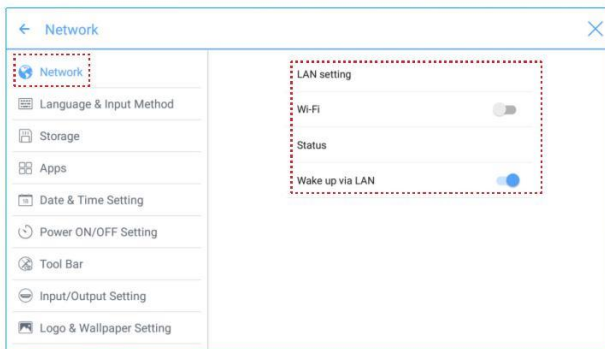 Network
Network
Language & Input Method
Storage
Apps
Date & Time Setting
Power ON/OFF Setting
Tool Bar
Input/Output Setting
Logo & Wallpaper Setting
LAN setting
Wi-Fi
Status
Wake up via LAN